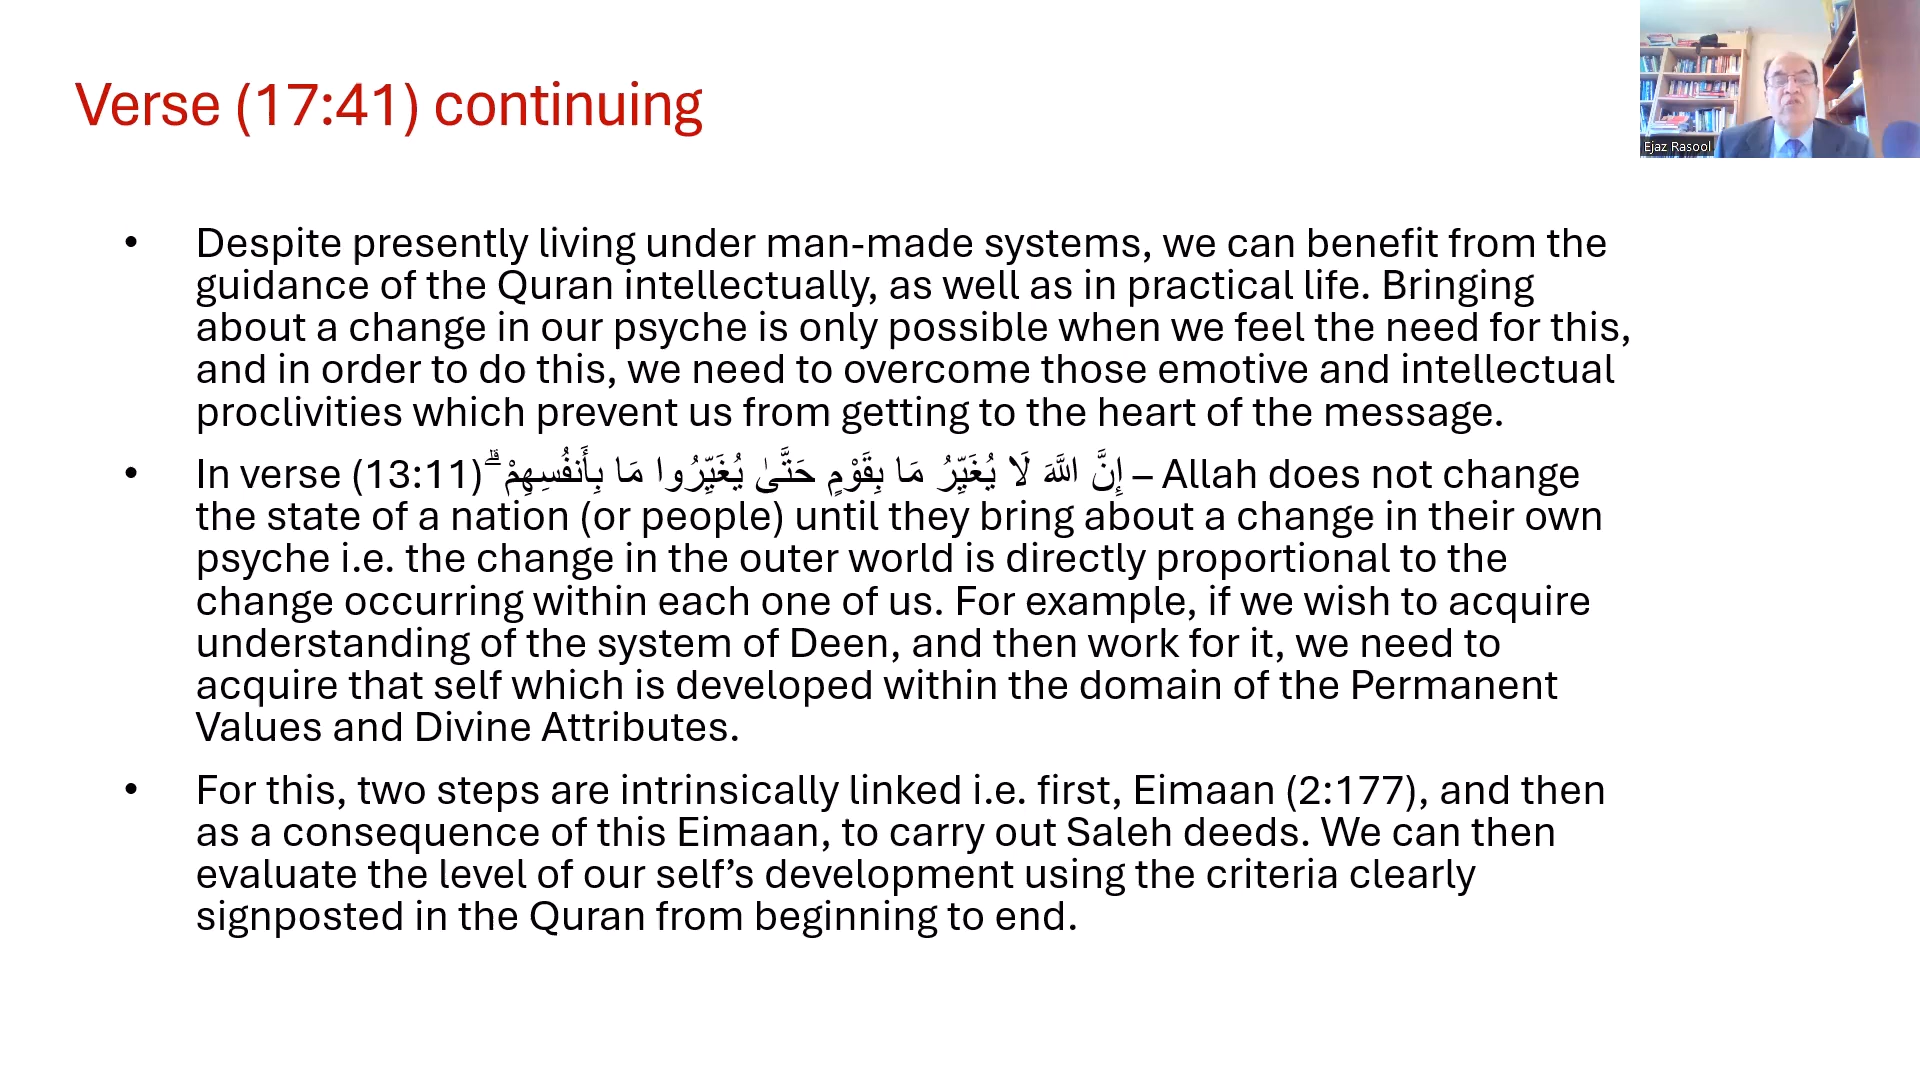 Verse (17:41) continuing
Ejaz Rasool
• Despite presently living under man-made systems, we can benefit from the
guidance of the Quran intellectually, as well as in practical life. Bringing
about a change in our psyche is only possible when we feel the need for this,
and in order to do this, we need to overcome those emotive and intellectual
proclivities which prevent us from getting to the heart of the message.
• In verse (13:11) إِنَّ اللَّهَ لَا يُغَيِّرُ مَا بِقَوْمٍ حَتَّىٰ يُغَيِّرُوا مَا بِأَنفُسِهِمْ ۗ – Allah does not change
the state of a nation (or people) until they bring about a change in their own
psyche i.e. the change in the outer world is directly proportional to the
change occurring within each one of us. For example, if we wish to acquire
understanding of the system of Deen, and then work for it, we need to
acquire that self which is developed within the domain of the Permanent
Values and Divine Attributes.
• For this, two steps are intrinsically linked i.e. first, Eimaan (2:177), and then
as a consequence of this Eimaan, to carry out Saleh deeds. We can then
evaluate the level of our self’s development using the criteria clearly
signposted in the Quran from beginning to end.